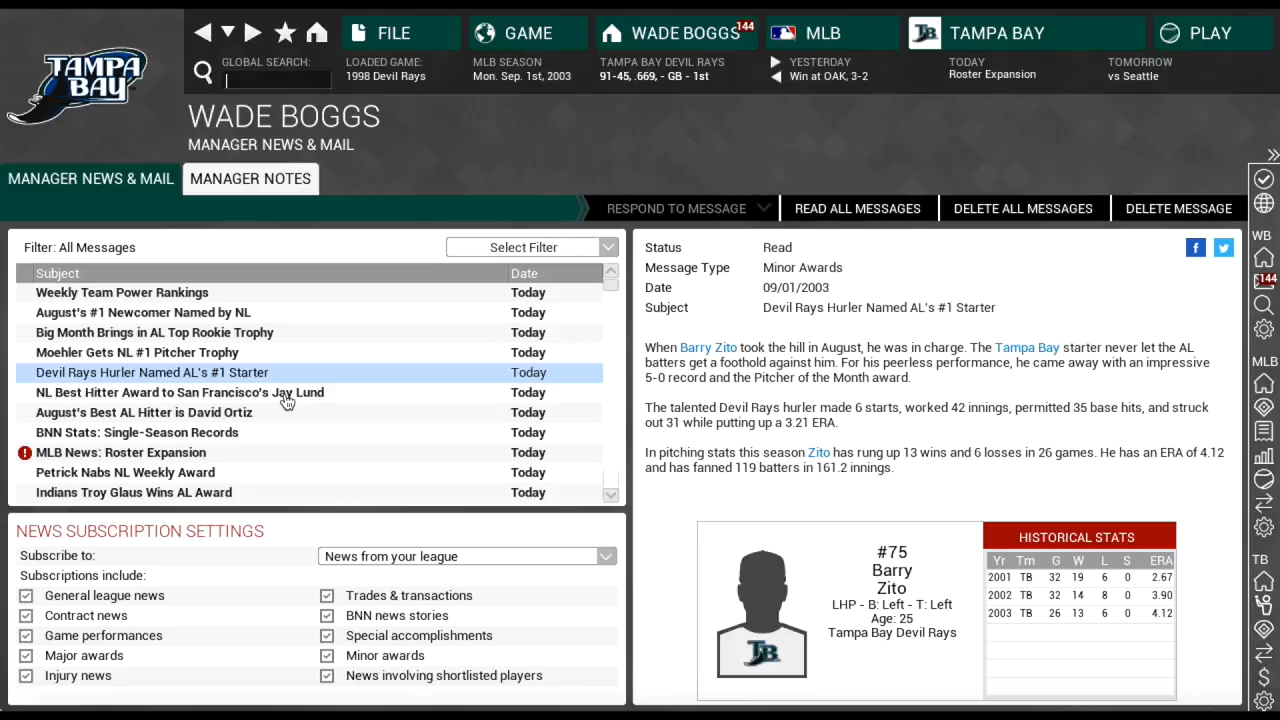 TAMPA BAY
FILE
GAME
WADE BOGGS 144
MLB
TAMPA BAY
PLAY
GLOBAL SEARCH:
LOADED GAME:
1998 Devil Rays
MLB SEASON
Mon. Sep. 1st, 2003
TAMPA BAY DEVIL RAYS
91-45, .669, - GB - 1st
YESTERDAY
Win at OAK, 3-2
TODAY
Roster Expansion
TOMORROW
vs Seattle
WADE BOGGS
MANAGER NEWS & MAIL
MANAGER NEWS & MAIL
MANAGER NOTES
RESPOND TO MESSAGE
READ ALL MESSAGES
DELETE ALL MESSAGES
DELETE MESSAGE
Filter: All Messages
Select Filter
Subject Date
Weekly Team Power Rankings Today
August's #1 Newcomer Named by NL Today
Big Month Brings in AL Top Rookie Trophy Today
Moehler Gets NL #1 Pitcher Trophy Today
Devil Rays Hurler Named AL's #1 Starter Today
NL Best Hitter Award to San Francisco's Jay Lund Today
August's Best AL Hitter is David Ortiz Today
BNN Stats: Single-Season Records Today
MLB News: Roster Expansion Today
Petrick Nabs NL Weekly Award Today
Indians Troy Glaus Wins AL Award Today
NEWS SUBSCRIPTION SETTINGS
Subscribe to: News from your league
Subscriptions include:
General league news Trades & transactions
Contract news BNN news stories
Game performances Special accomplishments
Major awards Minor awards
Injury news News involving shortlisted players
Status Read
Message Type Minor Awards
Date 09/01/2003
Subject Devil Rays Hurler Named AL's #1 Starter
When Barry Zito took the hill in August, he was in charge. The Tampa Bay starter never let the AL
batters get a foothold against him. For his peerless performance, he came away with an impressive
5-0 record and the Pitcher of the Month award.
The talented Devil Rays hurler made 6 starts, worked 42 innings, permitted 35 base hits, and struck
out 31 while putting up a 3.21 ERA.
In pitching stats this season Zito has rung up 13 wins and 6 losses in 26 games. He has an ERA of 4.12
and has fanned 119 batters in 161.2 innings.
TB
#75
Barry
Zito
LHP - B: Left - T: Left
Age: 25
Tampa Bay Devil Rays
HISTORICAL STATS
Yr Tm G W L S ERA
2001 TB 32 19 6 0 2.67
2002 TB 32 14 8 0 3.90
2003 TB 26 13 6 0 4.12
WB
144
MLB
TB